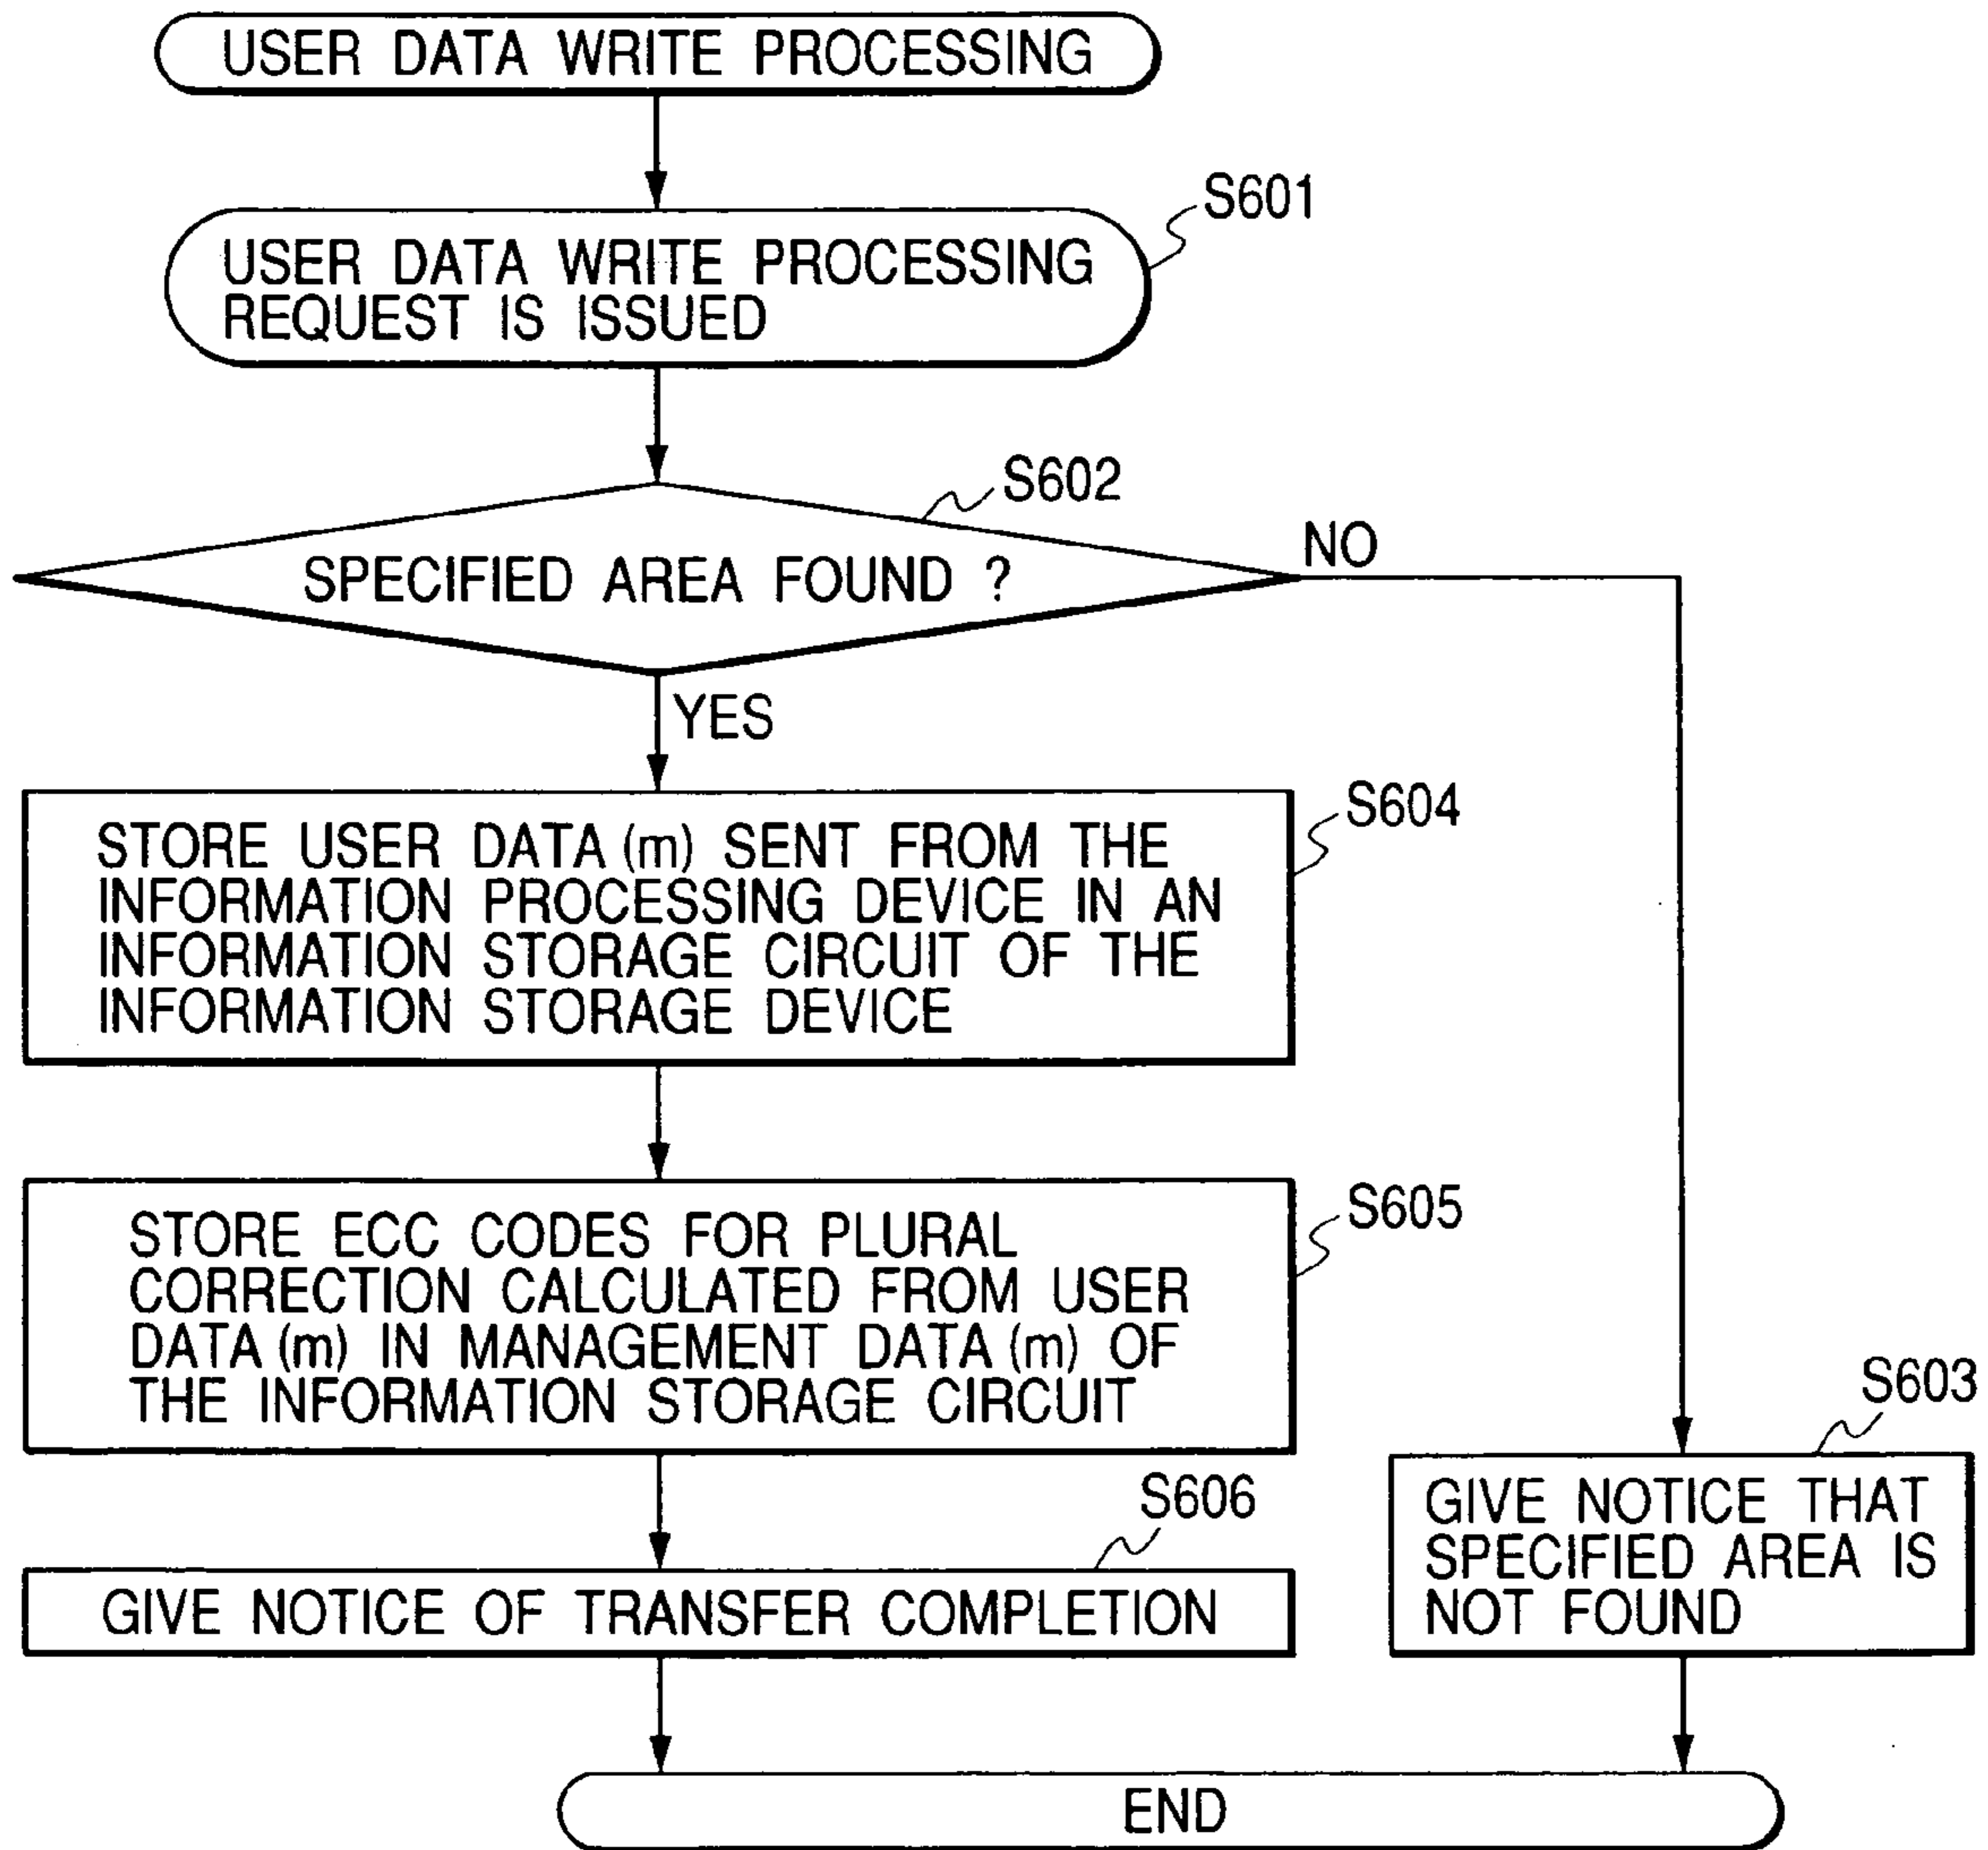 USER DATA WRITE PROCESSING
S601
USER DATA WRITE PROCESSING
REQUEST IS ISSUED
S602
SPECIFIED AREA FOUND ?
NO
YES
S604
STORE USER DATA (m) SENT FROM THE
INFORMATION PROCESSING DEVICE IN AN
INFORMATION STORAGE CIRCUIT OF THE
INFORMATION STORAGE DEVICE
S605
STORE ECC CODES FOR PLURAL
CORRECTION CALCULATED FROM USER
DATA (m) IN MANAGEMENT DATA (m) OF
THE INFORMATION STORAGE CIRCUIT
S603
GIVE NOTICE THAT
SPECIFIED AREA IS
NOT FOUND
S606
GIVE NOTICE OF TRANSFER COMPLETION
END